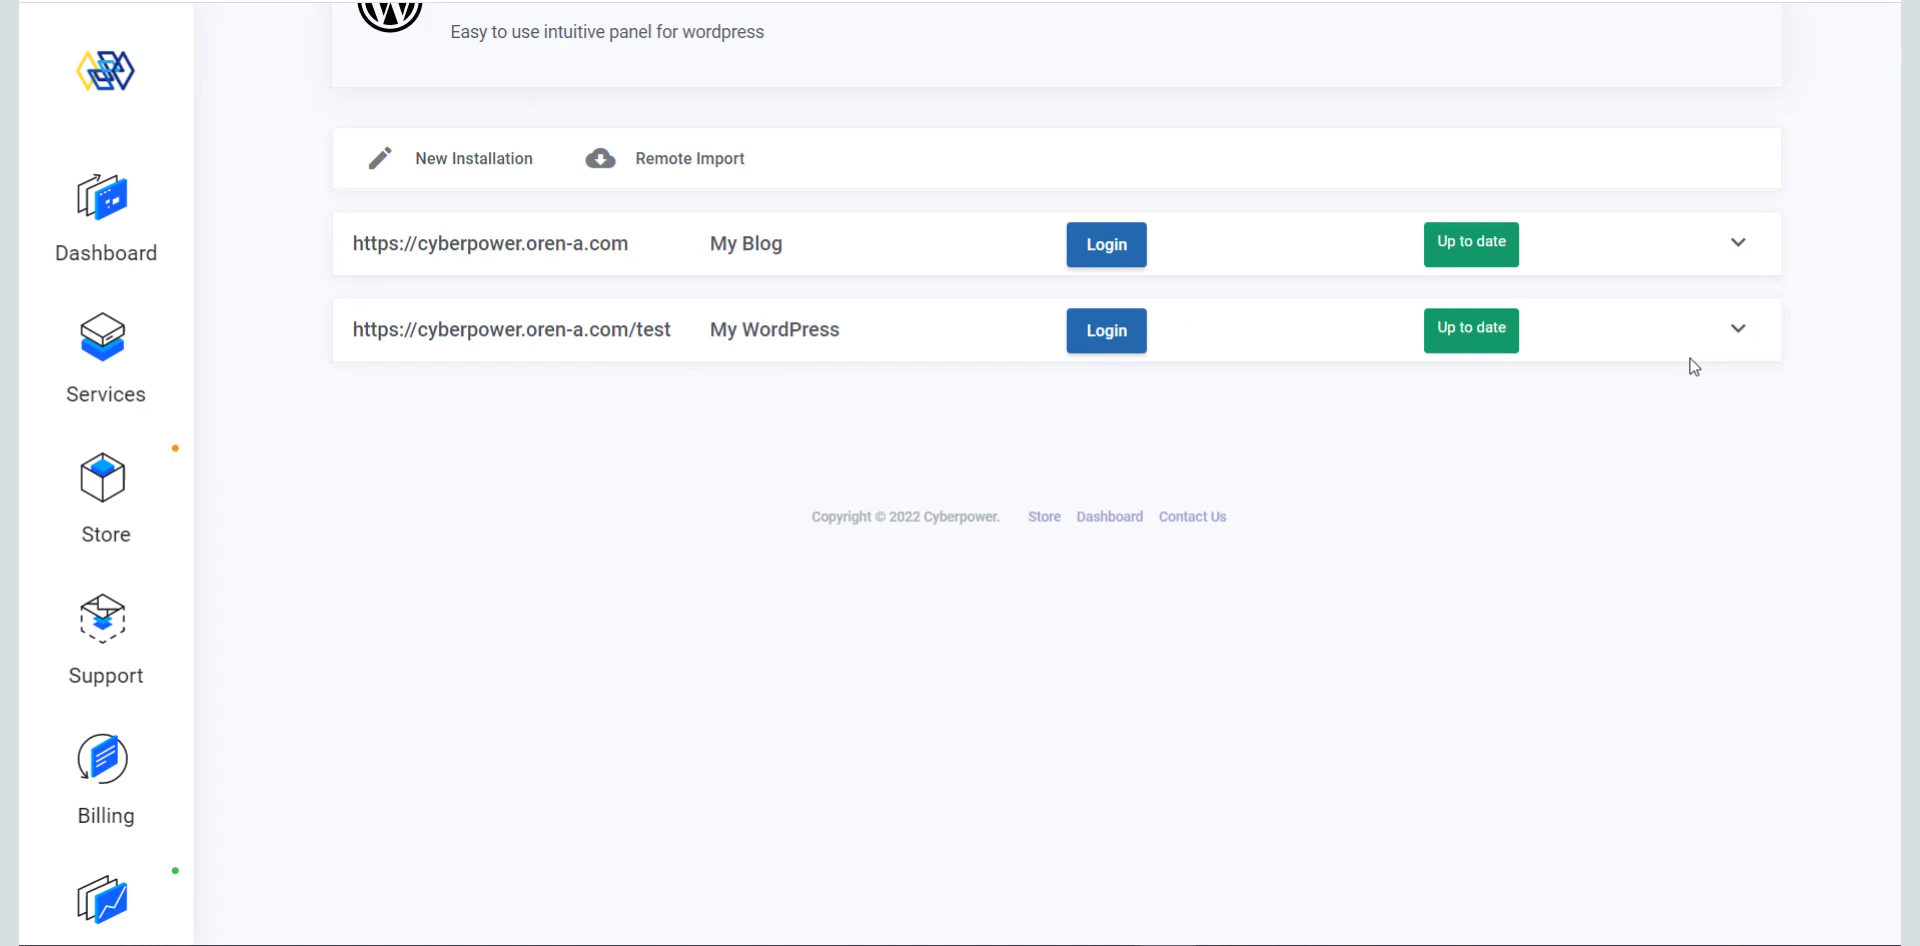 Easy to use intuitive panel for wordpress
New Installation
Remote Import
https://cyberpower.oren-a.com My Blog Login Up to date
https://cyberpower.oren-a.com/test My WordPress Login Up to date
Dashboard
Services
Store
Support
Billing
Copyright © 2022 Cyberpower. Store Dashboard Contact Us